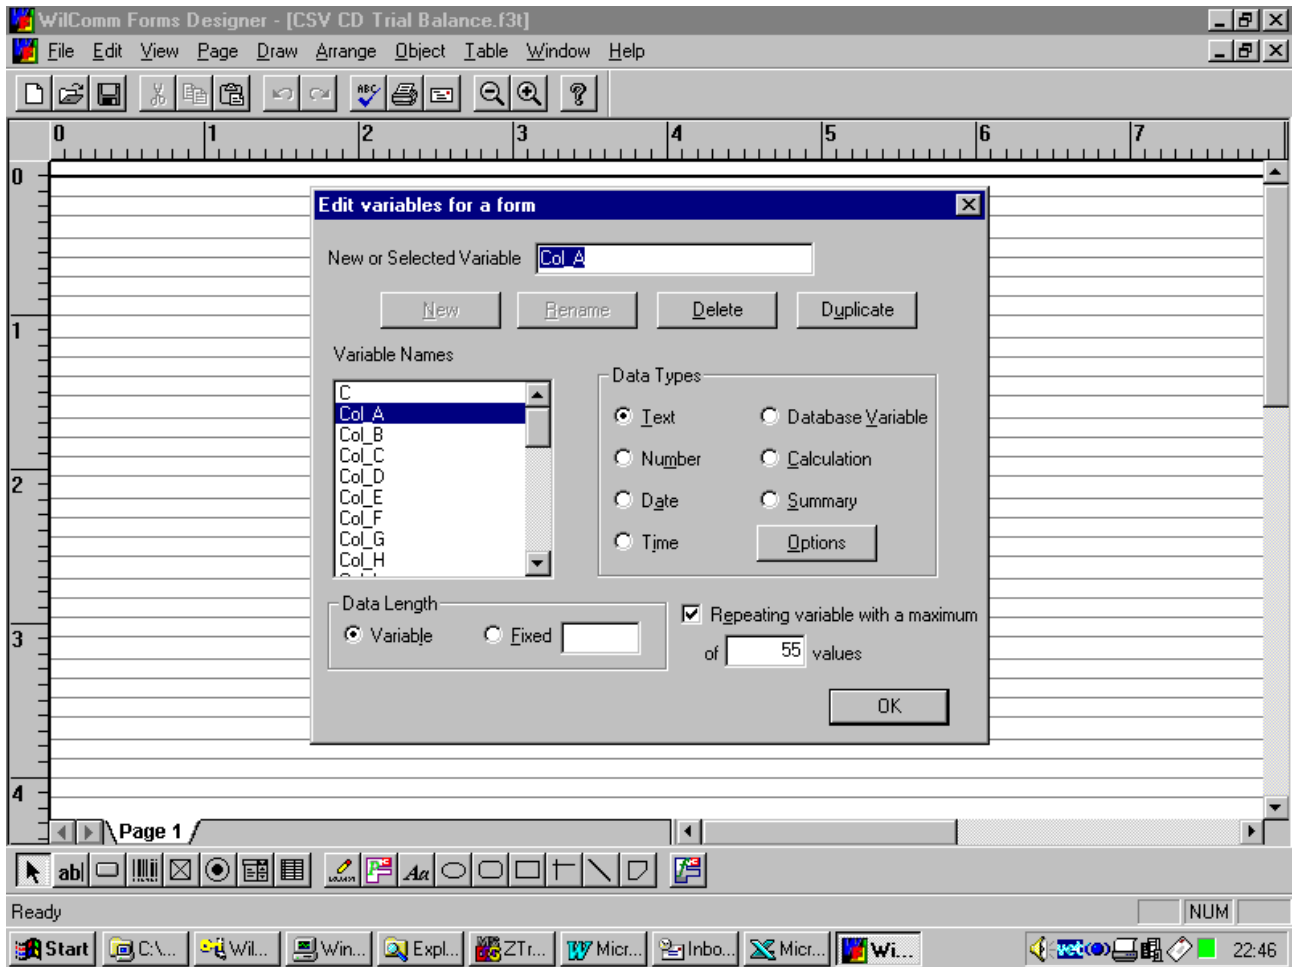 WilComm Forms Designer - [CSV CD Trial Balance.f3t]
File Edit View Page Draw Arrange Object Table Window Help
ABC
0 1 2 3 4 5 6 7
0
Edit variables for a form
New or Selected Variable Col_A
New Rename Delete Duplicate
1
Variable Names
Data Types
C
Col_A
Col_B
Col_C
Col_D
Col_E
Col_F
Col_G
Col_H
Text Database Variable
Number Calculation
Date Summary
Time Options
2
Data Length
Variable Fixed
Repeating variable with a maximum
of 55 values
3
OK
4
Page 1
ab|
Aa
Ready NUM
Start C:\... Wil... Win... Expl... ZTr... Micr... Inbo... Micr... Wi... vet 22:46